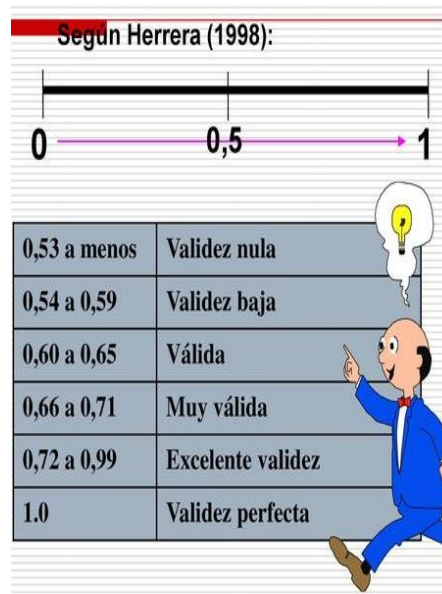 Según Herrera (1998):
0 0,5 1
0,53 a menos Validez nula
0,54 a 0,59 Validez baja
0,60 a 0,65 Válida
0,66 a 0,71 Muy válida
0,72 a 0,99 Excelente validez
1.0 Validez perfecta